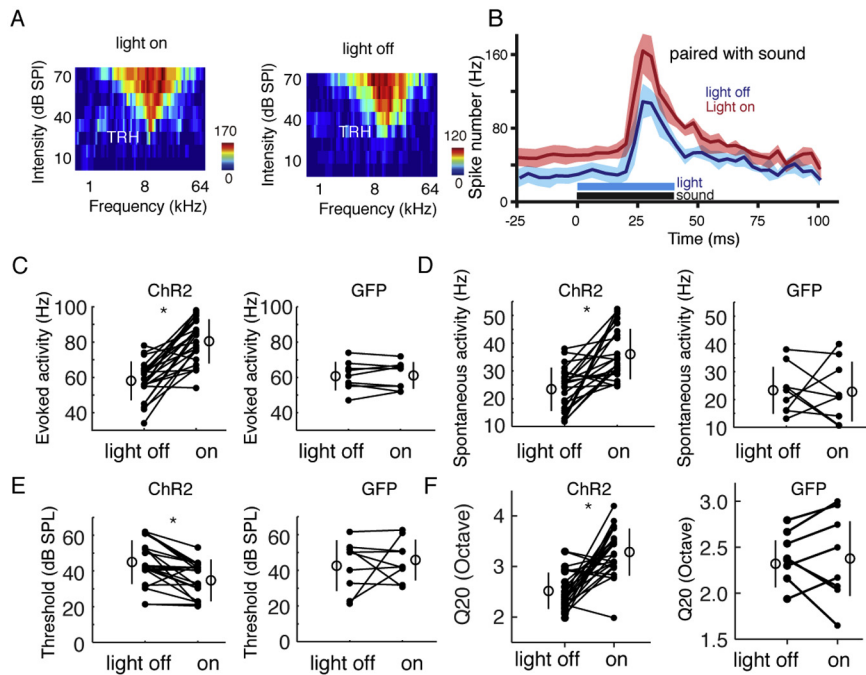 A
light on
Intensity (dB SPI)
70
40
10
TRH
170
0
1
8
64
Frequency (kHz)
light off
Intensity (dB SPI)
70
40
10
TRH
120
0
1
8
64
Frequency (kHz)
B
Spike number (Hz)
160
80
0
paired with sound
light off
Light on
light
sound
-25
0
25
50
75
100
Time (ms)
C
ChR2
*
Evoked activity (Hz)
100
80
60
40
light off
on
GFP
Evoked activity (Hz)
100
80
60
40
light off
on
D
ChR2
*
Spontaneous activity (Hz)
50
40
30
20
10
light off
on
GFP
Spontaneous activity (Hz)
50
40
30
20
10
light off
on
E
ChR2
*
Threshold (dB SPL)
60
40
20
0
light off
on
GFP
Threshold (dB SPL)
60
40
20
0
light off
on
F
ChR2
*
Q20 (Octave)
4
3
2
light off
on
GFP
Q20 (Octave)
3.0
2.5
2.0
1.5
light off
on